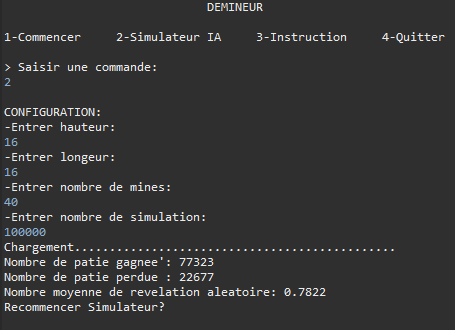 DEMINEUR
1-Commencer 2-Simulateur IA 3-Instruction 4-Quitter
> Saisir une commande:
2
CONFIGURATION:
-Entrer hauteur:
16
-Entrer longeur:
16
-Entrer nombre de mines:
40
-Entrer nombre de simulation:
100000
Chargement..............................................
Nombre de patie gagnee': 77323
Nombre de patie perdue : 22677
Nombre moyenne de revelation aleatoire: 0.7822
Recommencer Simulateur?